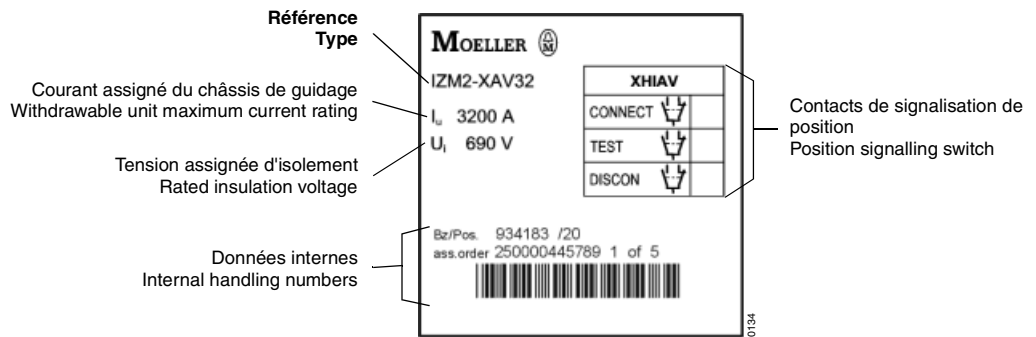 Référence
Type
Courant assigné du châssis de guidage
Withdrawable unit maximum current rating
Tension assignée d'isolement
Rated insulation voltage
Données internes
Internal handling numbers
MOELLER M
IZM2-XAV32
Iu 3200 A
Ui 690 V
XHIAV
CONNECT
TEST
DISCON
Bz/Pos. 934183 /20
ass.order 250000445789 1 of 5
Contacts de signalisation de
position
Position signalling switch
0134